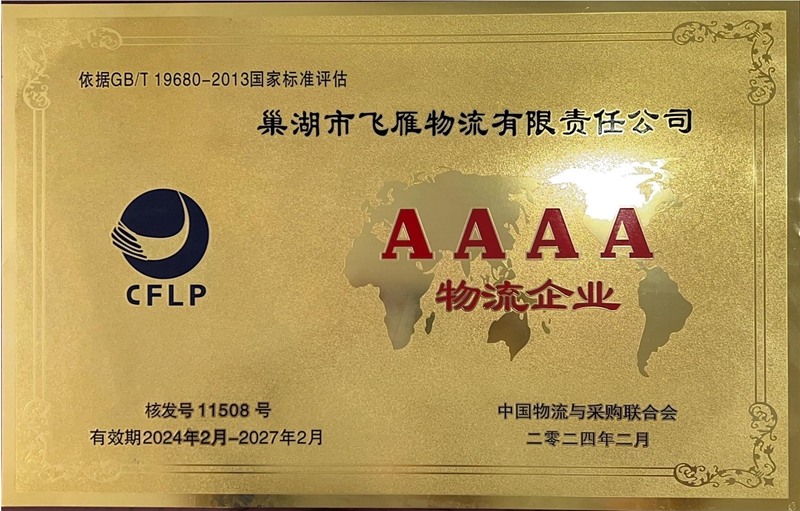 依据GB/T 19680-2013国家标准评估
巢湖市飞雁物流有限责任公司
CFLP
AAAA
物流企业
核发号 11508 号
有效期2024年2月-2027年2月
中国物流与采购联合会
二零二四年二月